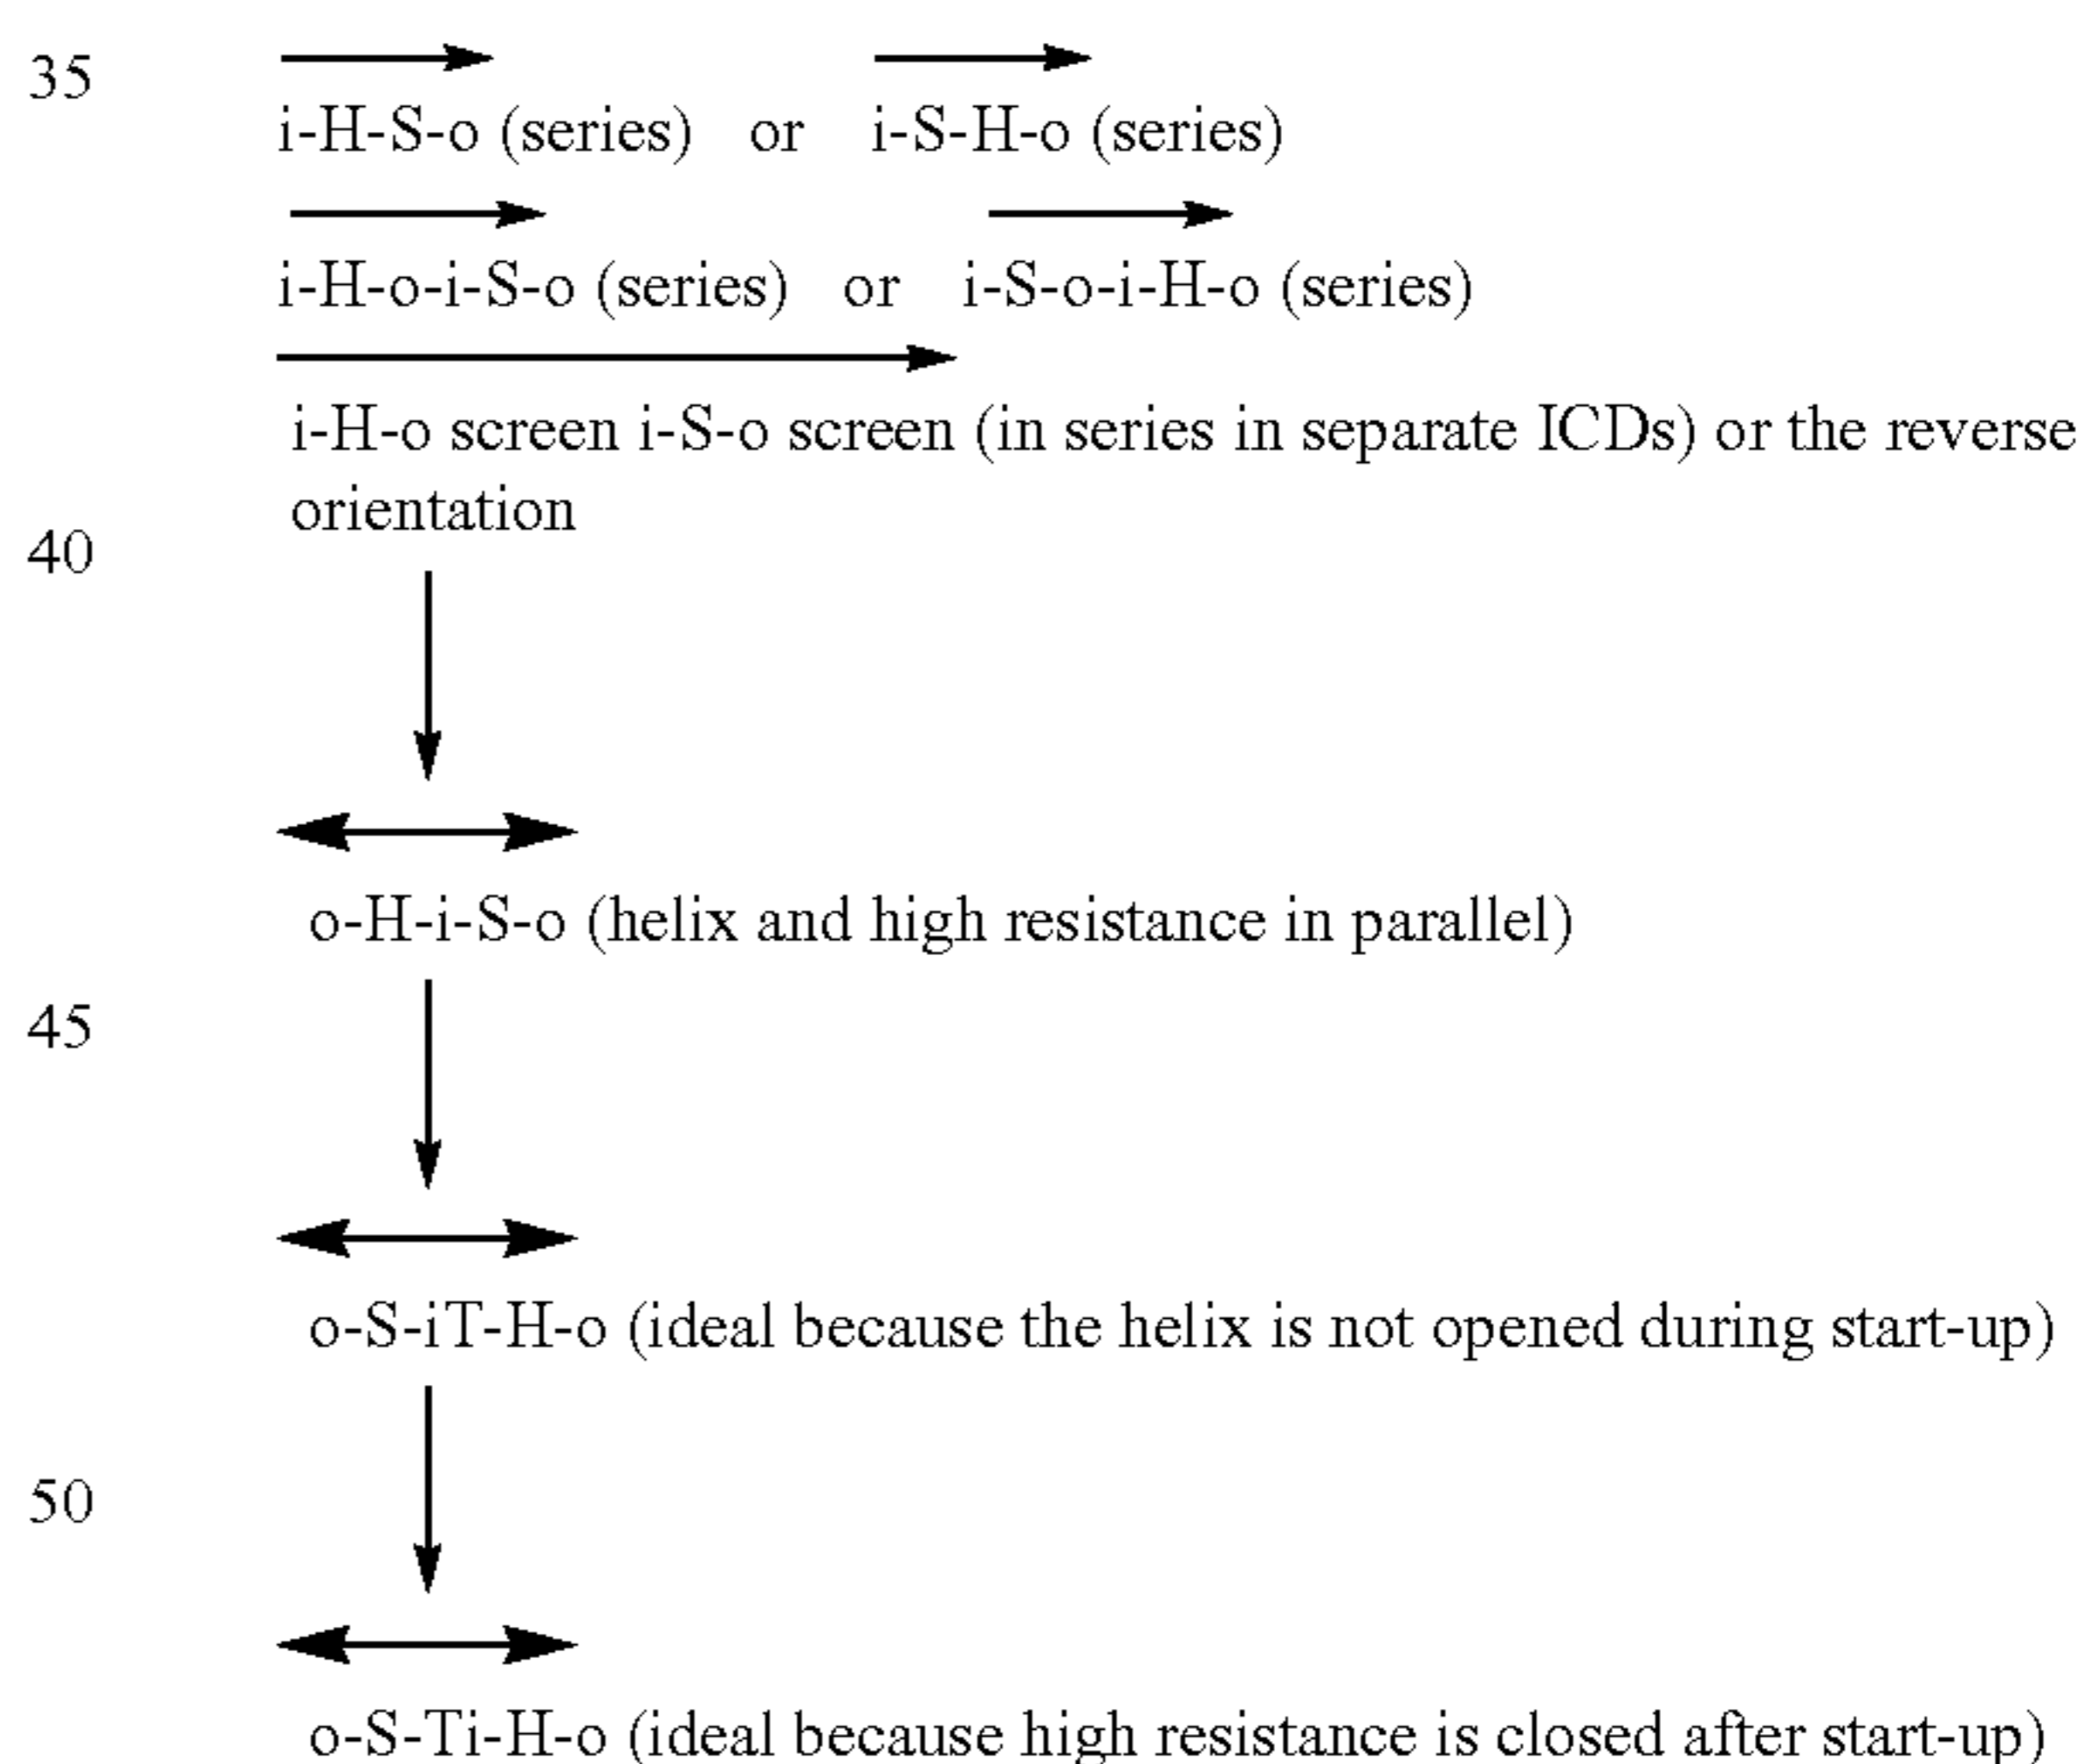 35
i-H-S-o (series) or i-S-H-o (series)
i-H-o-i-S-o (series) or i-S-o-i-H-o (series)
i-H-o screen i-S-o screen (in series in separate ICDs) or the reverse
orientation
40
o-H-i-S-o (helix and high resistance in parallel)
45
o-S-iT-H-o (ideal because the helix is not opened during start-up)
50
o-S-Ti-H-o (ideal because high resistance is closed after start-up)